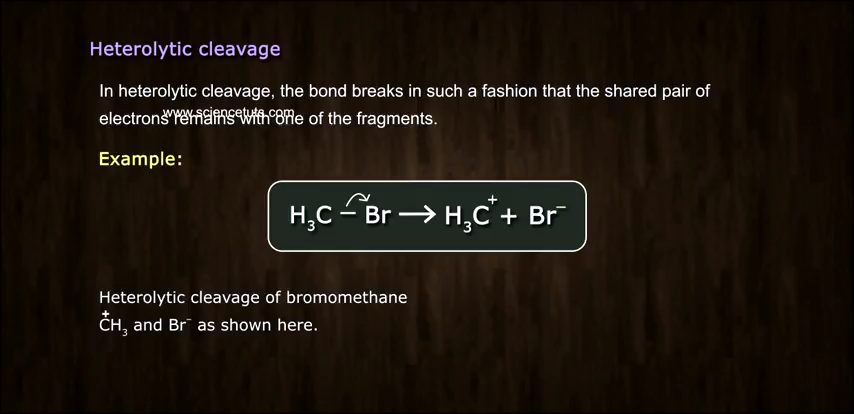 Heterolytic cleavage
In heterolytic cleavage, the bond breaks in such a fashion that the shared pair of
electrons remains with one of the fragments.
www.sciencetuts.com
Example:
H₃C – Br ⟶ H₃C⁺ + Br⁻
Heterolytic cleavage of bromomethane
C⁺H₃ and Br⁻ as shown here.